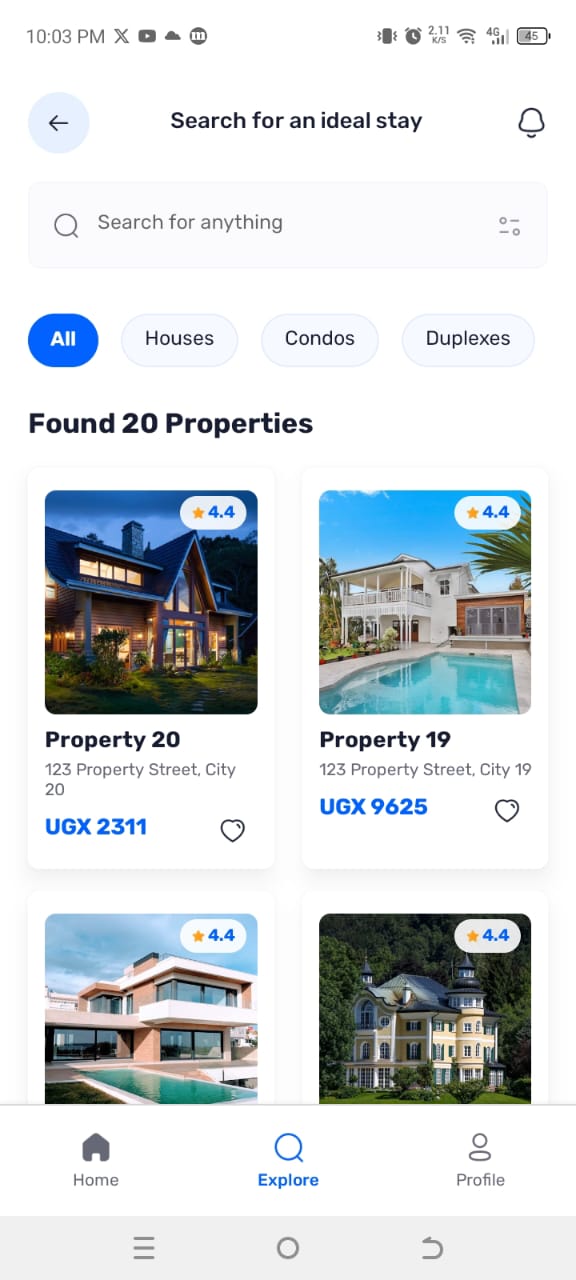 10:03 PM
2.11
K/S
4G
45
Search for an ideal stay
Search for anything
All
Houses
Condos
Duplexes
Found 20 Properties
4.4
Property 20
123 Property Street, City
20
UGX 2311
4.4
Property 19
123 Property Street, City 19
UGX 9625
4.4
4.4
Home
Explore
Profile